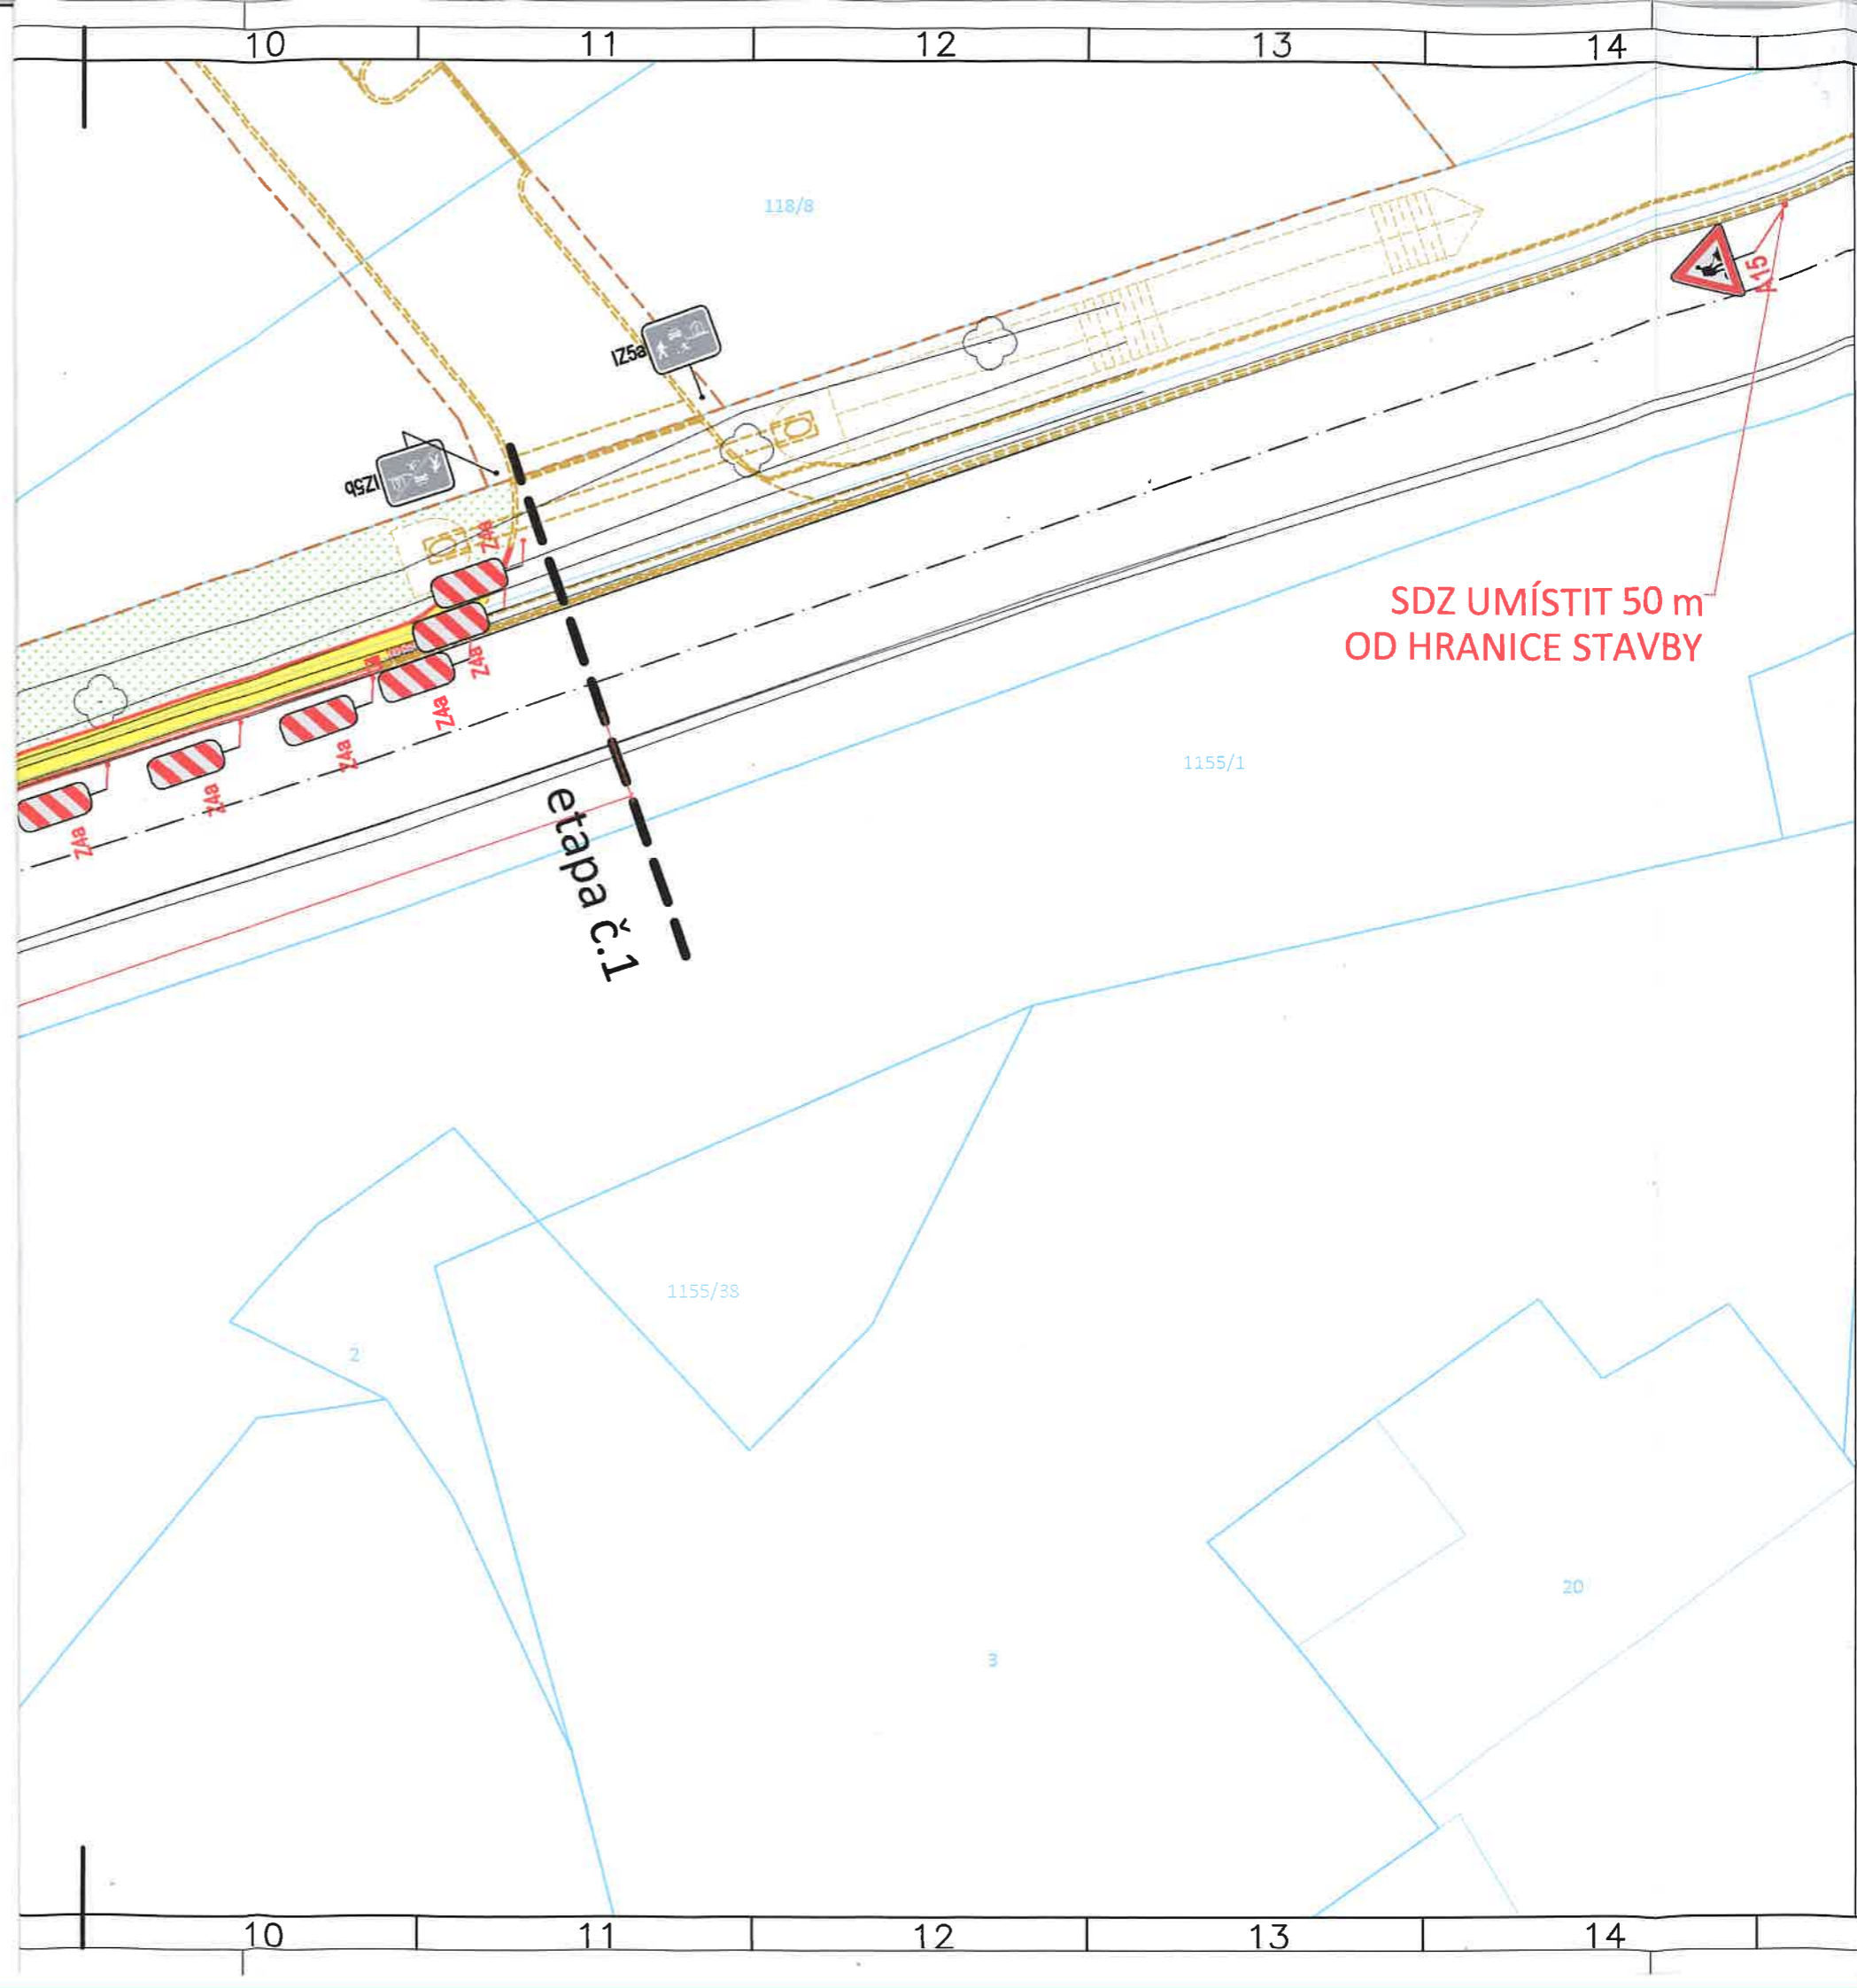 10 11 12 13 14
118/8
A15
IZ5a
IZ5b
Z4a
SDZ UMÍSTIT 50 m
OD HRANICE STAVBY
Z4a
Z4a
Z4a
Z4a
Z4a
1155/1
etapa č.1
1155/38
2
20
3
10 11 12 13 14